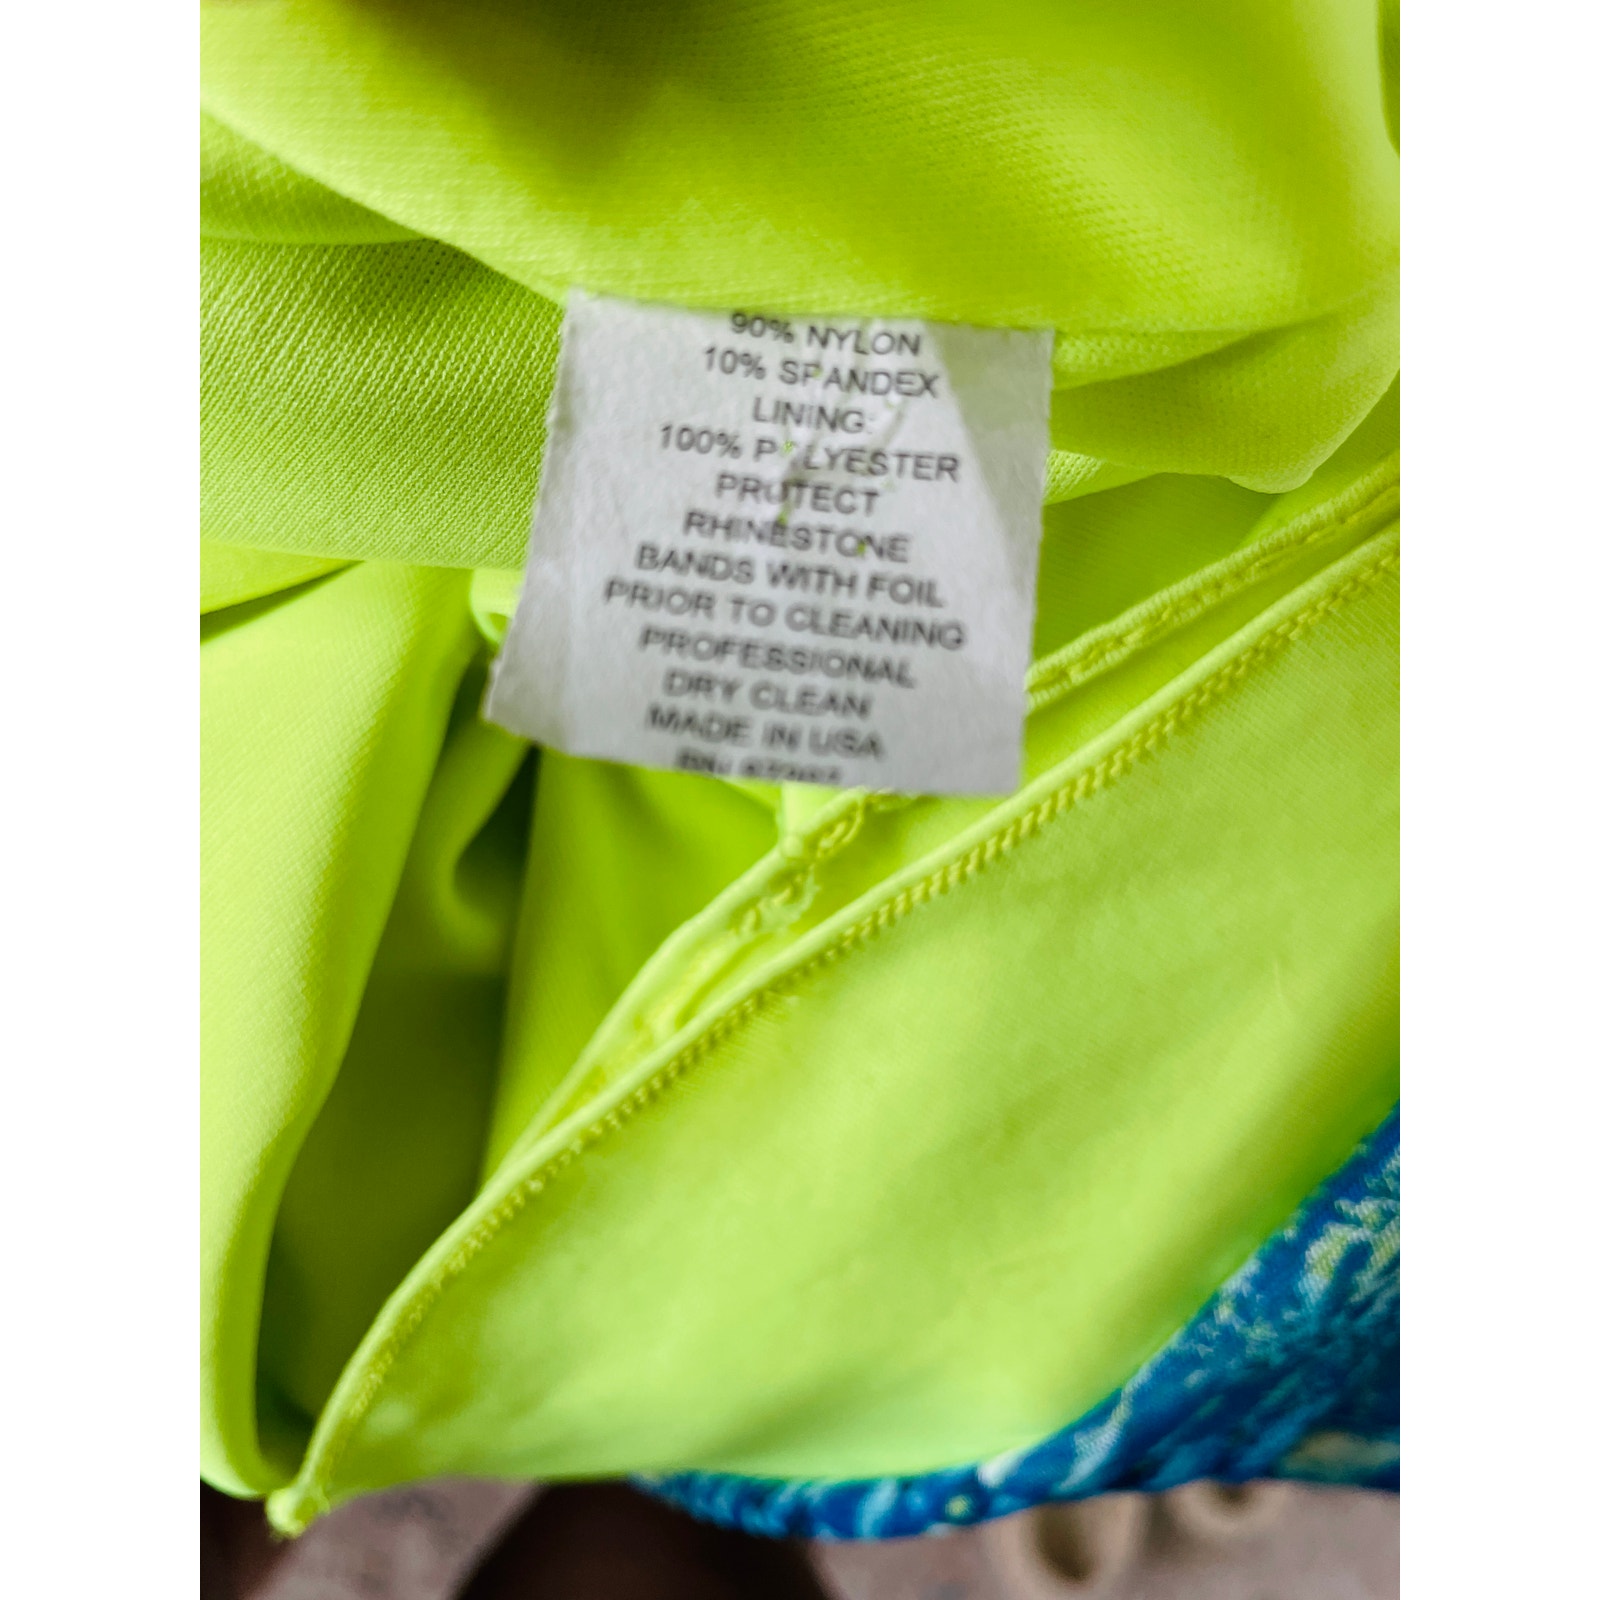 90% NYLON
10% SPANDEX
LINING:
100% POLYESTER
PROTECT
RHINESTONE
BANDS WITH FOIL
PRIOR TO CLEANING
PROFESSIONAL
DRY CLEAN
MADE IN USA